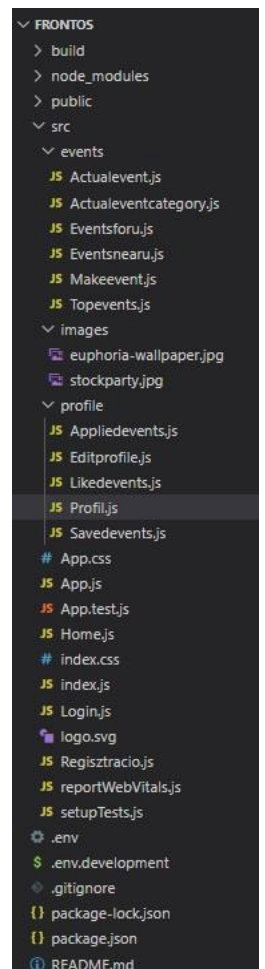 FRONTOS
build
node_modules
public
src
events
JS Actualevent.js
JS Actualeventcategory.js
JS Eventsforu.js
JS Eventsnearu.js
JS Makeevent.js
JS Topevents.js
images
euphoria-wallpaper.jpg
stockparty.jpg
profile
JS Appliedevents.js
JS Editprofile.js
JS Likedevents.js
JS Profil.js
JS Savedevents.js
# App.css
JS App.js
JS App.test.js
JS Home.js
# index.css
JS index.js
JS Login.js
logo.svg
JS Regisztracio.js
JS reportWebVitals.js
JS setupTests.js
.env
$ .env.development
.gitignore
{} package-lock.json
{} package.json
README.md